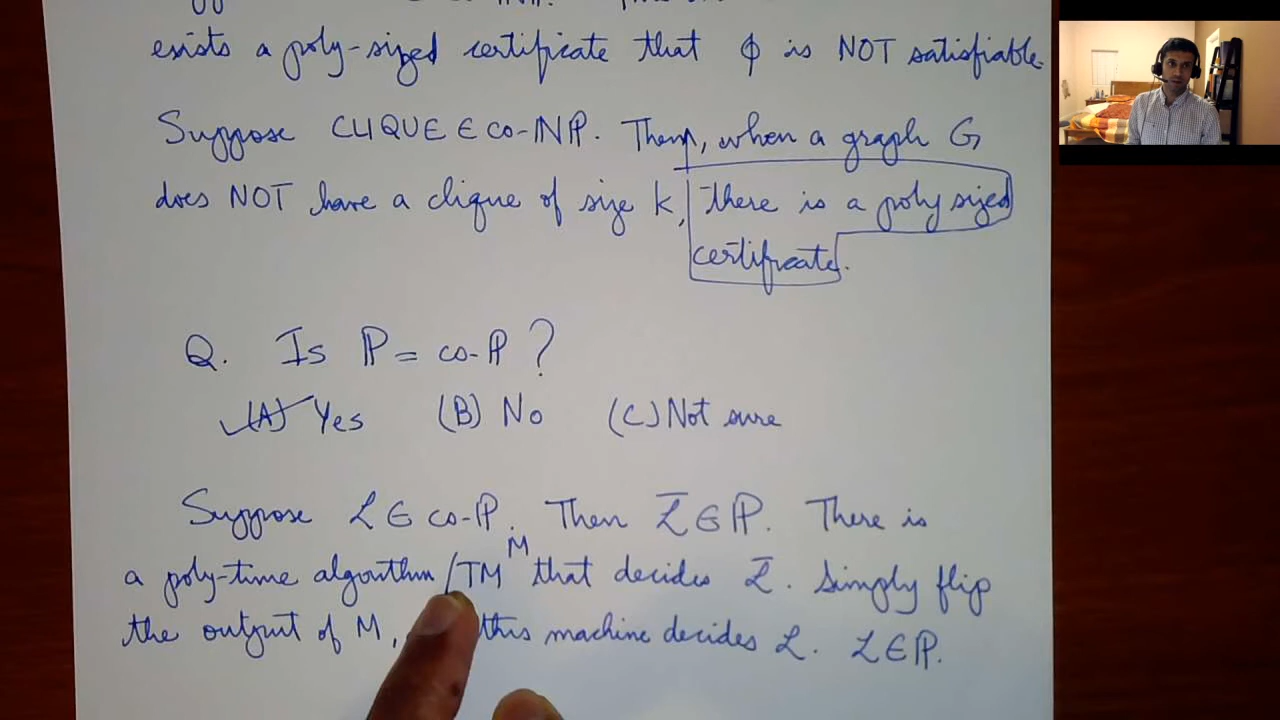 exists a poly-sized certificate that ϕ is NOT satisfiable.
Suppose CLIQUE ∈ co-NP. Then, when a graph G
does NOT have a clique of size k, there is a poly sized
certificate.
Q. Is P = co-P ?
(A) Yes (B) No (C) Not sure
Suppose L ∈ co-P. Then L̅ ∈ P. There is
a poly-time algorithm/TM M that decides L̅. Simply flip
the output of M, this machine decides L. L ∈ P.